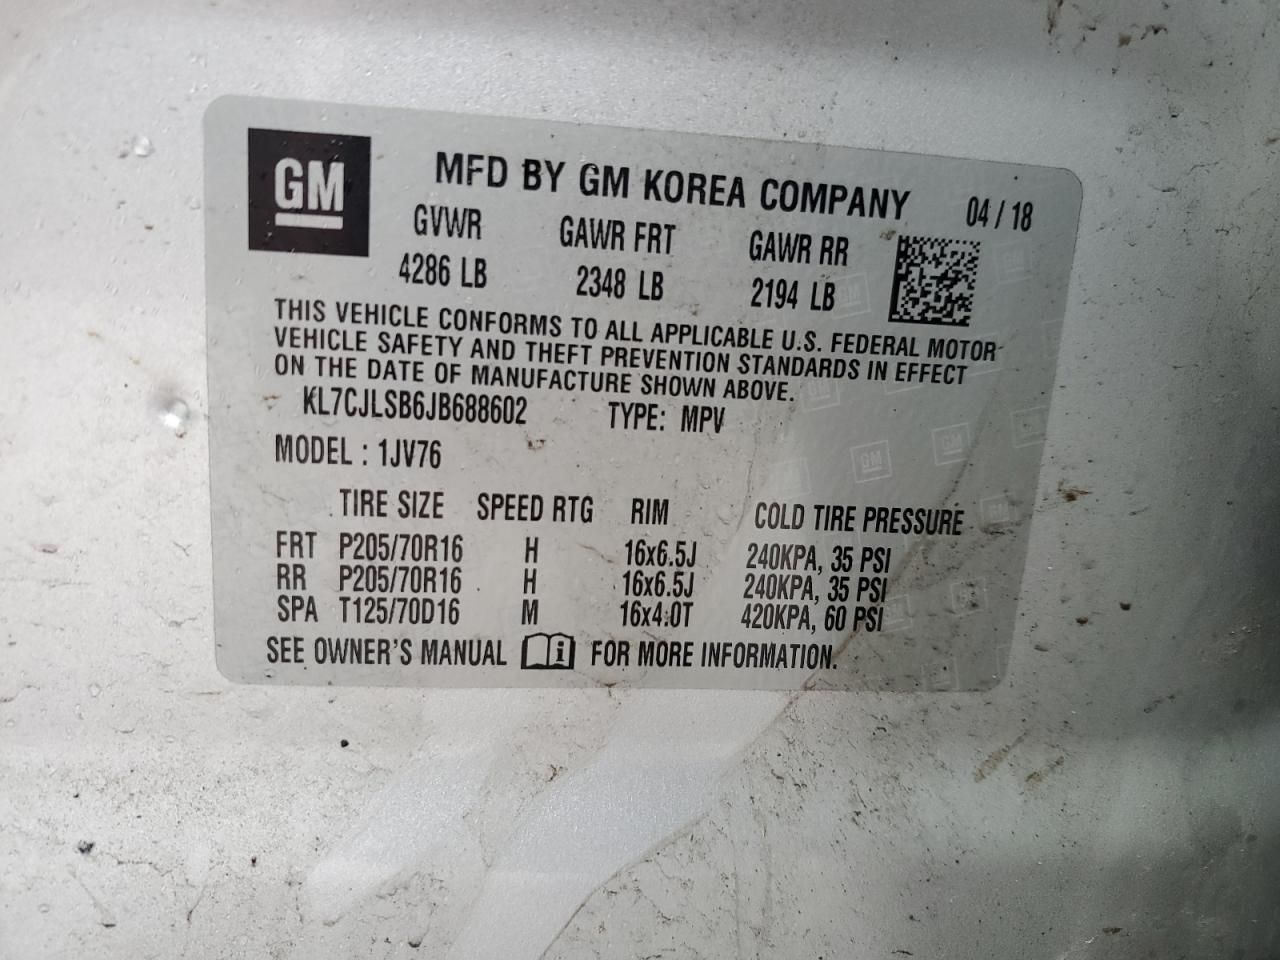 GM
MFD BY GM KOREA COMPANY 04 / 18
GVWR GAWR FRT GAWR RR
4286 LB 2348 LB 2194 LB
THIS VEHICLE CONFORMS TO ALL APPLICABLE U.S. FEDERAL MOTOR
VEHICLE SAFETY AND THEFT PREVENTION STANDARDS IN EFFECT
ON THE DATE OF MANUFACTURE SHOWN ABOVE.
KL7CJLSB6JB688602 TYPE: MPV
MODEL : 1JV76
TIRE SIZE SPEED RTG RIM COLD TIRE PRESSURE
FRT P205/70R16 H 16x6.5J 240KPA, 35 PSI
RR P205/70R16 H 16x6.5J 240KPA, 35 PSI
SPA T125/70D16 M 16x4.0T 420KPA, 60 PSI
SEE OWNER'S MANUAL i FOR MORE INFORMATION.